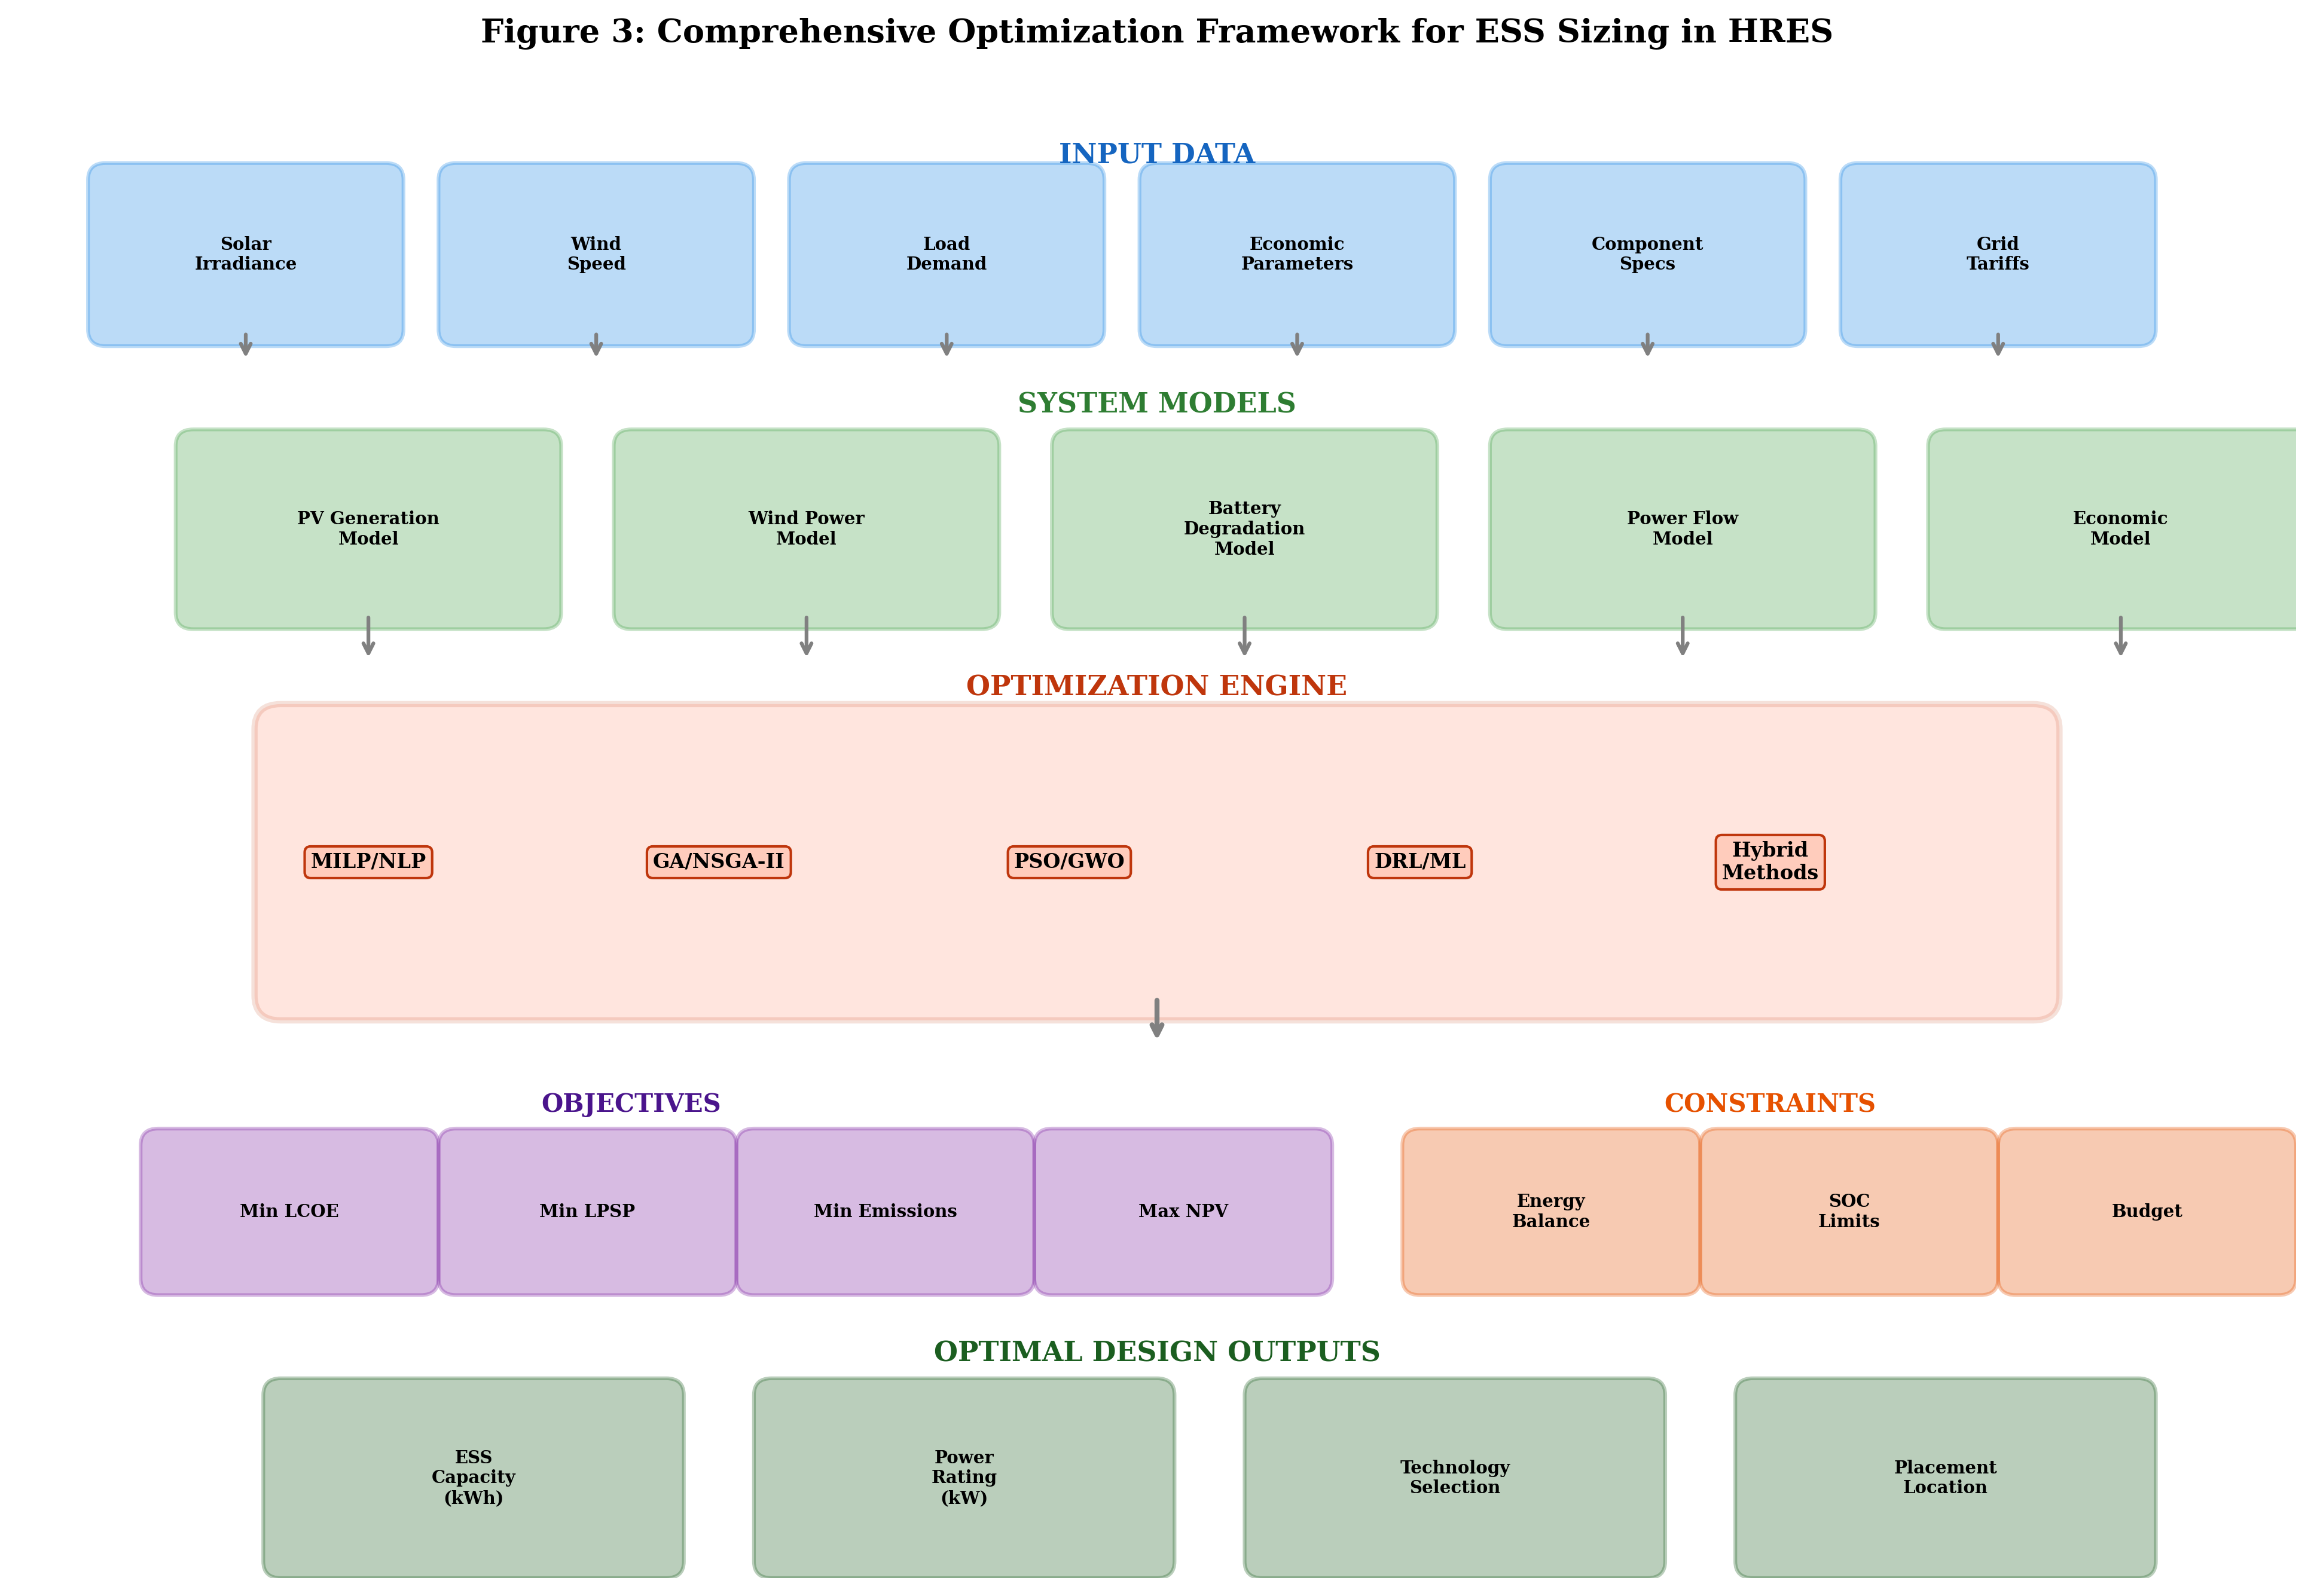 Figure 3: Comprehensive Optimization Framework for ESS Sizing in HRES
INPUT DATA
Solar
Irradiance
Wind
Speed
Load
Demand
Economic
Parameters
Component
Specs
Grid
Tariffs
SYSTEM MODELS
PV Generation
Model
Wind Power
Model
Battery
Degradation
Model
Power Flow
Model
Economic
Model
OPTIMIZATION ENGINE
MILP/NLP
GA/NSGA-II
PSO/GWO
DRL/ML
Hybrid
Methods
OBJECTIVES
Min LCOE
Min LPSP
Min Emissions
Max NPV
CONSTRAINTS
Energy
Balance
SOC
Limits
Budget
OPTIMAL DESIGN OUTPUTS
ESS
Capacity
(kWh)
Power
Rating
(kW)
Technology
Selection
Placement
Location